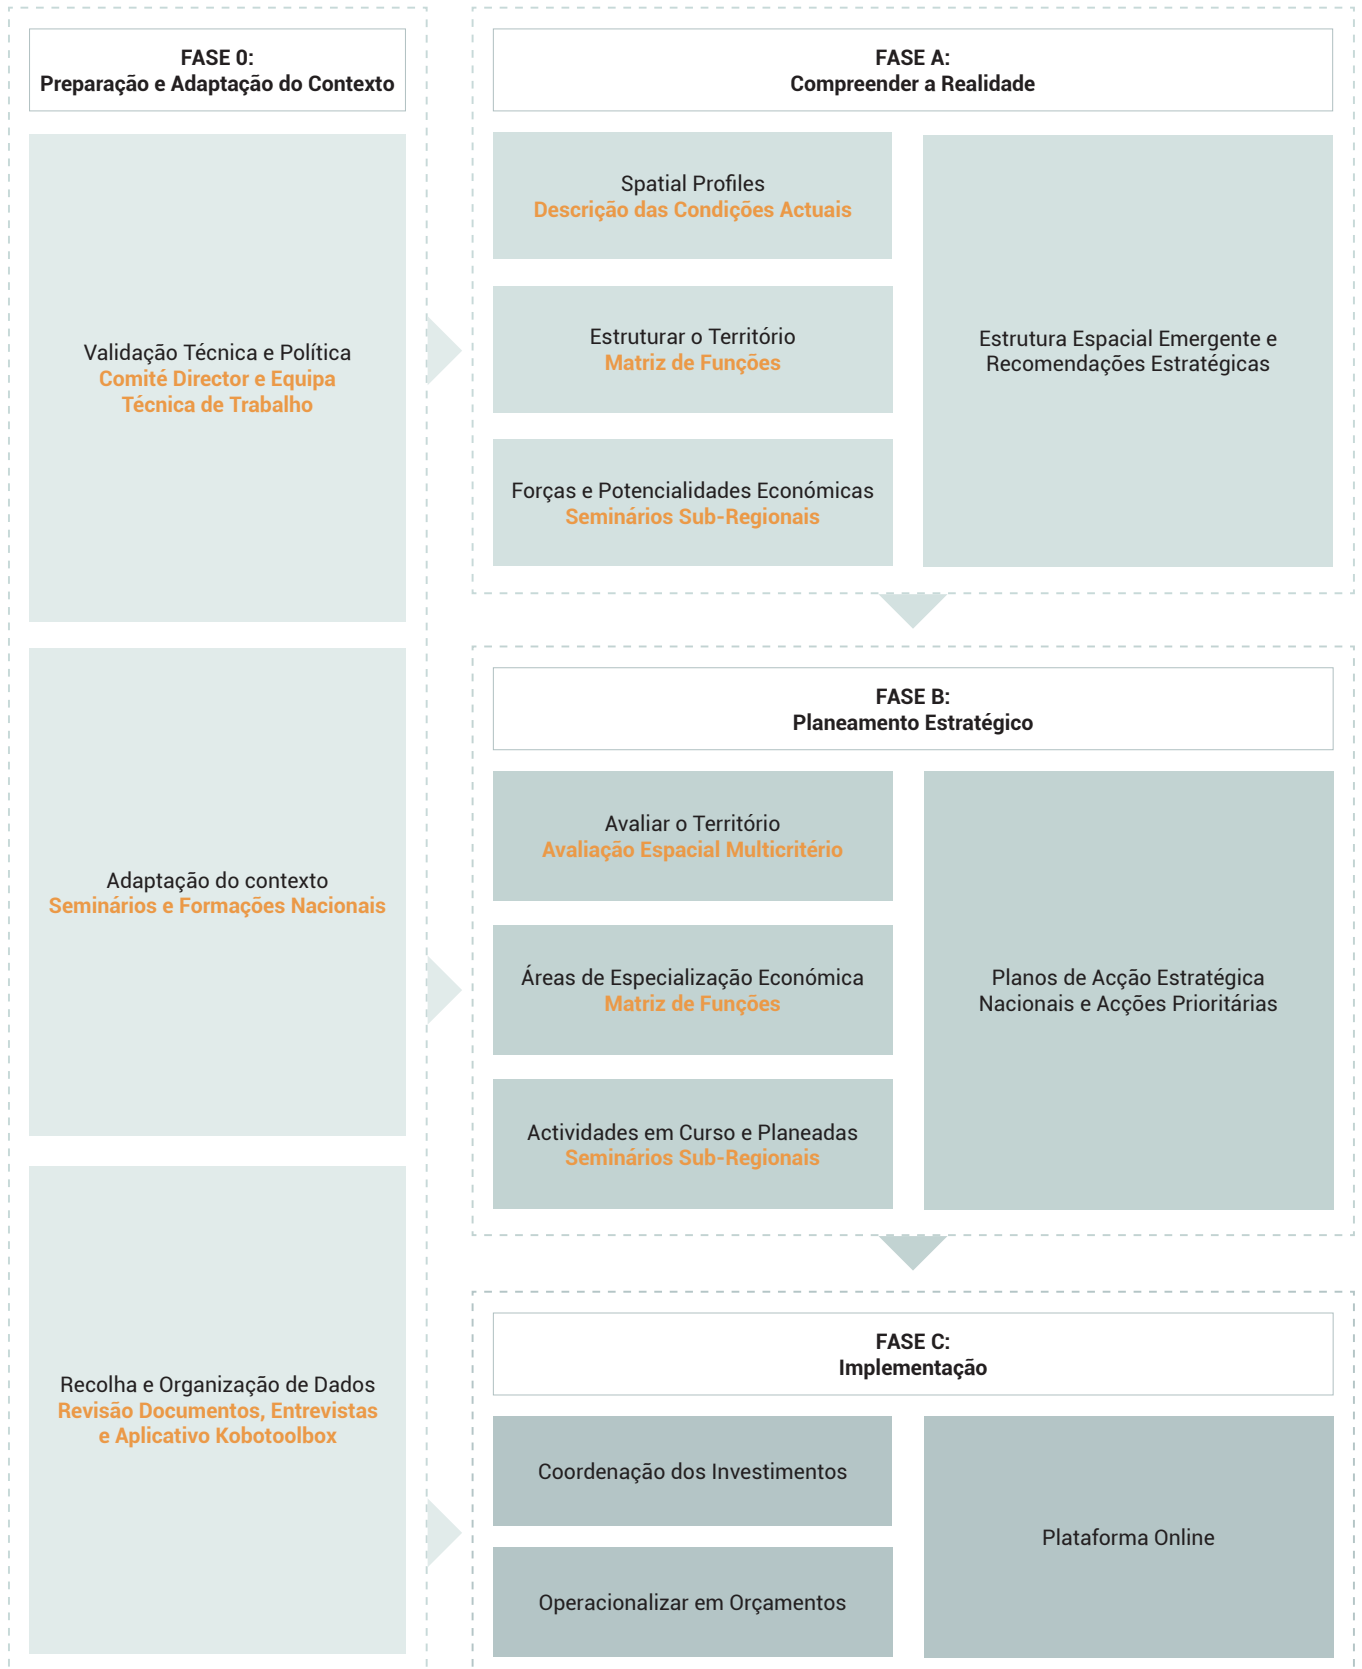 FASE 0:
Preparação e Adaptação do Contexto
Validação Técnica e Política
Comité Director e Equipa
Técnica de Trabalho
Adaptação do contexto
Seminários e Formações Nacionais
Recolha e Organização de Dados
Revisão Documentos, Entrevistas
e Aplicativo Kobotoolbox
FASE A:
Compreender a Realidade
Spatial Profiles
Descrição das Condições Actuais
Estruturar o Território
Matriz de Funções
Forças e Potencialidades Económicas
Seminários Sub-Regionais
Estrutura Espacial Emergente e
Recomendações Estratégicas
FASE B:
Planeamento Estratégico
Avaliar o Território
Avaliação Espacial Multicritério
Áreas de Especialização Económica
Matriz de Funções
Actividades em Curso e Planeadas
Seminários Sub-Regionais
Planos de Acção Estratégica
Nacionais e Acções Prioritárias
FASE C:
Implementação
Coordenação dos Investimentos
Operacionalizar em Orçamentos
Plataforma Online